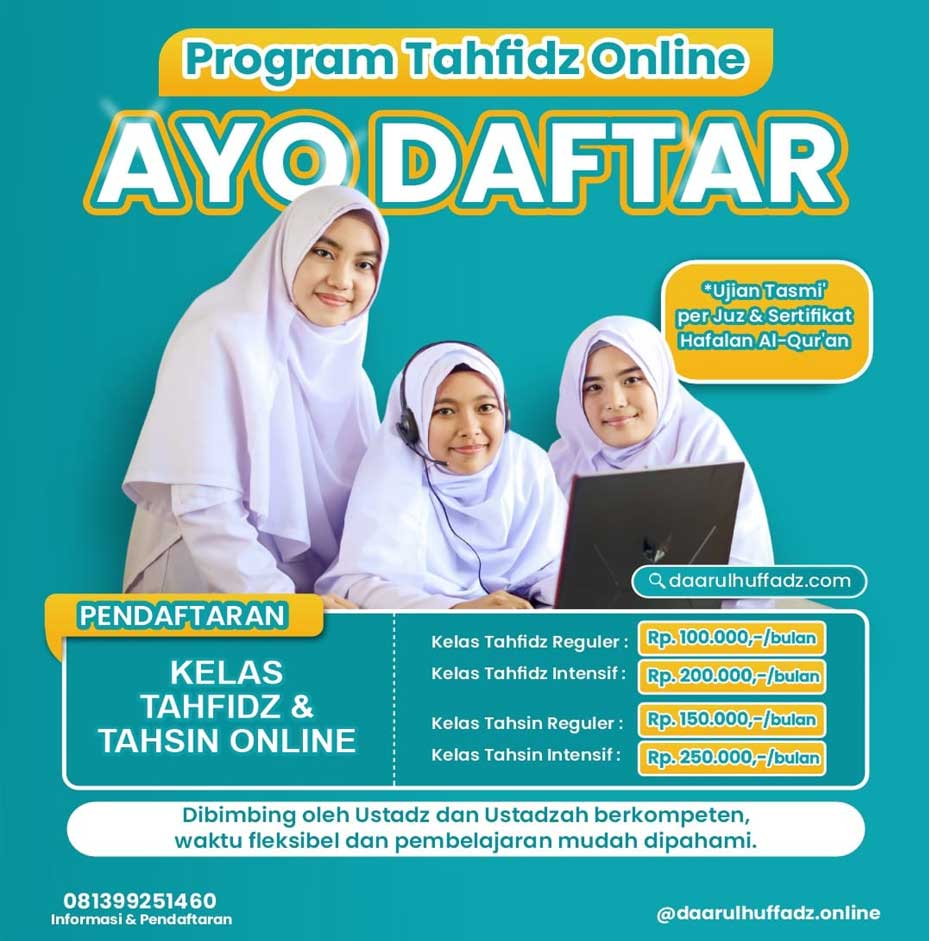 Program Tahfidz Online
AYO DAFTAR
*Ujian Tasmi'
per Juz & Sertifikat
Hafalan Al-Qur'an
daarulhuffadz.com
PENDAFTARAN
KELAS
TAHFIDZ &
TAHSIN ONLINE
Kelas Tahfidz Reguler : Rp. 100.000,-/bulan
Kelas Tahfidz Intensif : Rp. 200.000,-/bulan
Kelas Tahsin Reguler : Rp. 150.000,-/bulan
Kelas Tahsin Intensif : Rp. 250.000,-/bulan
Dibimbing oleh Ustadz dan Ustadzah berkompeten,
waktu fleksibel dan pembelajaran mudah dipahami.
081399251460
Informasi & Pendaftaran
@daarulhuffadz.online